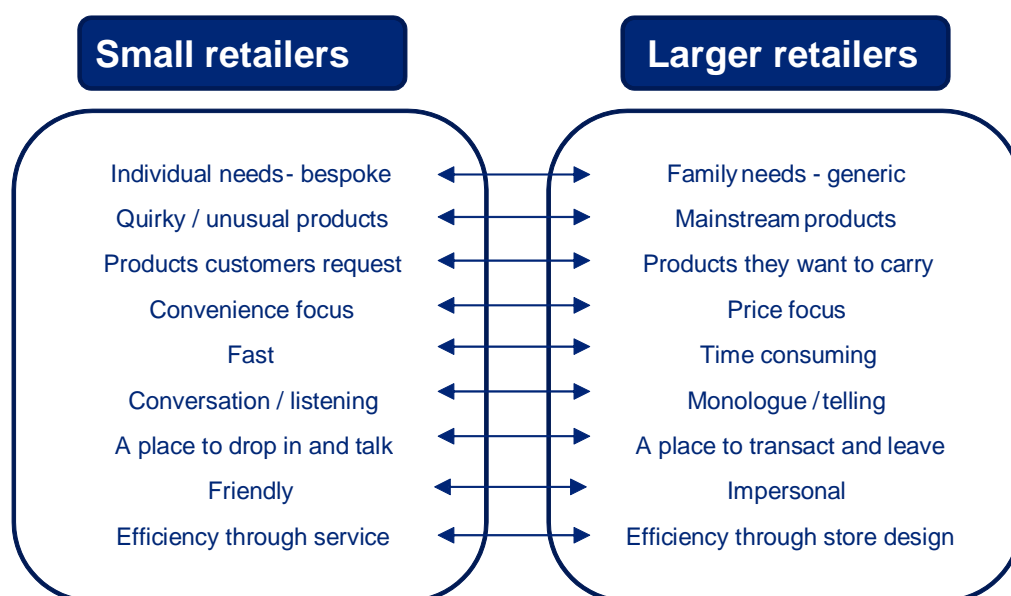 Small retailers
Larger retailers
Individual needs - bespoke
Family needs - generic
Quirky / unusual products
Mainstream products
Products customers request
Products they want to carry
Convenience focus
Price focus
Fast
Time consuming
Conversation / listening
Monologue / telling
A place to drop in and talk
A place to transact and leave
Friendly
Impersonal
Efficiency through service
Efficiency through store design